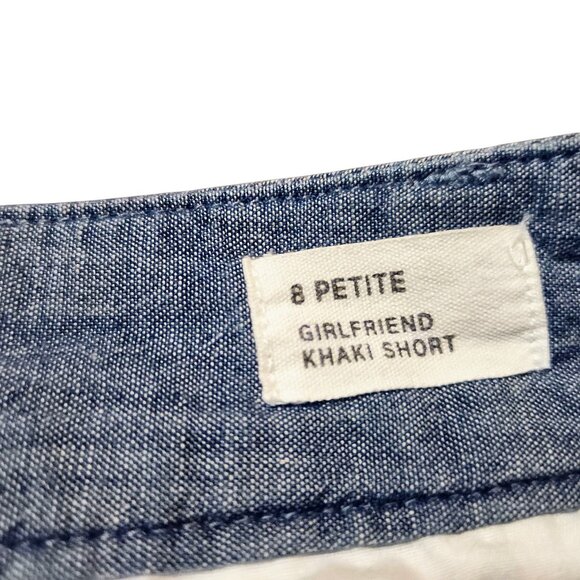 8 PETITE
GIRLFRIEND
KHAKI SHORT